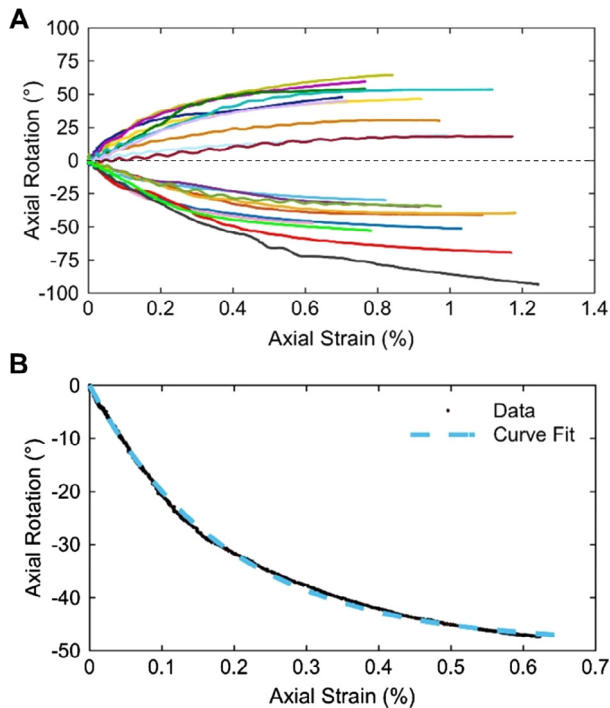 A
100
75
50
25
0
-25
-50
-75
-100
Axial Rotation (°)
0 0.2 0.4 0.6 0.8 1 1.2 1.4
Axial Strain (%)
B
0
-10
-20
-30
-40
-50
Axial Rotation (°)
Data
Curve Fit
0 0.1 0.2 0.3 0.4 0.5 0.6 0.7
Axial Strain (%)